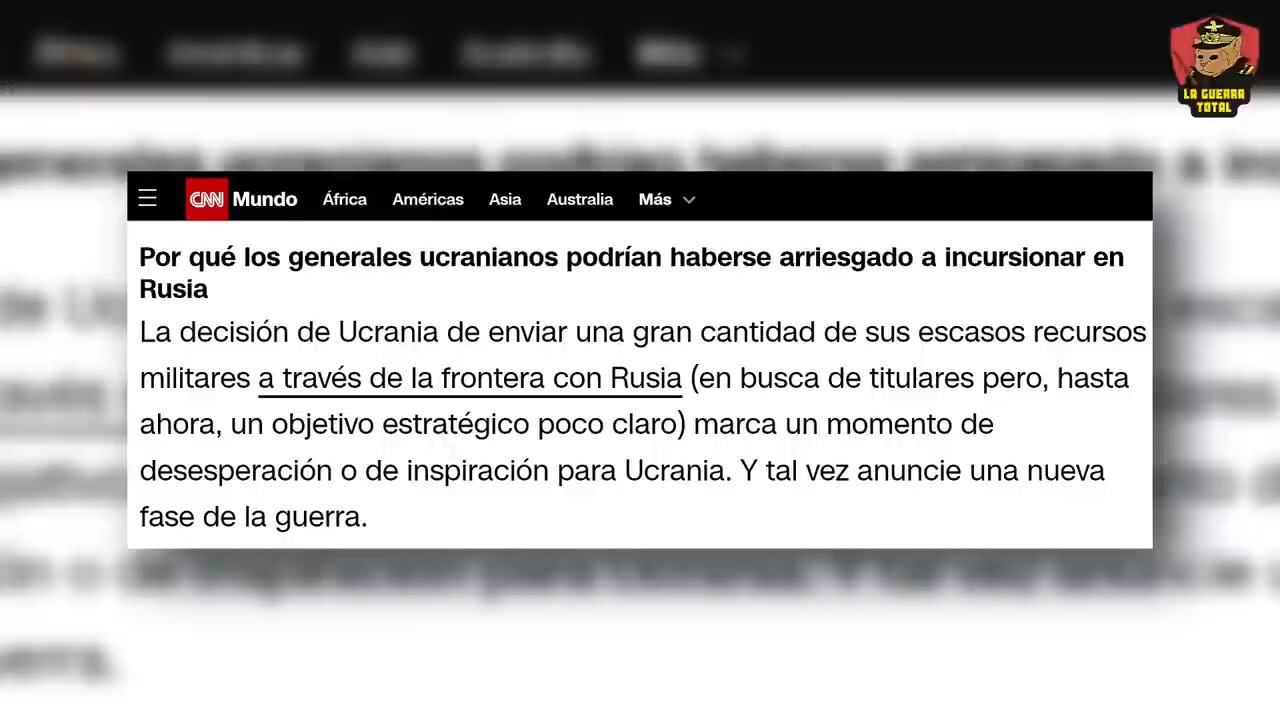 LA GUERRA
TOTAL
CNN Mundo África Américas Asia Australia Más
Por qué los generales ucranianos podrían haberse arriesgado a incursionar en
Rusia
La decisión de Ucrania de enviar una gran cantidad de sus escasos recursos
militares a través de la frontera con Rusia (en busca de titulares pero, hasta
ahora, un objetivo estratégico poco claro) marca un momento de
desesperación o de inspiración para Ucrania. Y tal vez anuncie una nueva
fase de la guerra.